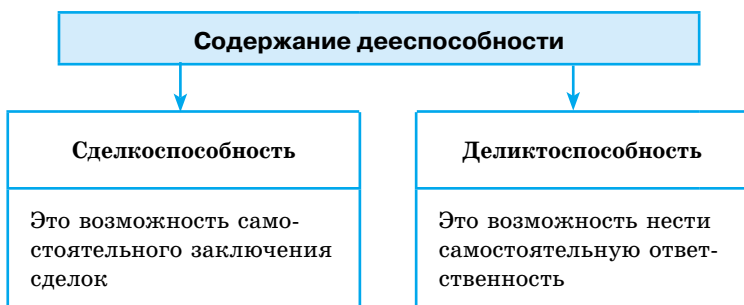 Содержание дееспособности
Сделкоспособность
Это возможность само-
стоятельного заключения
сделок
Деликтоспособность
Это возможность нести
самостоятельную ответ-
ственность